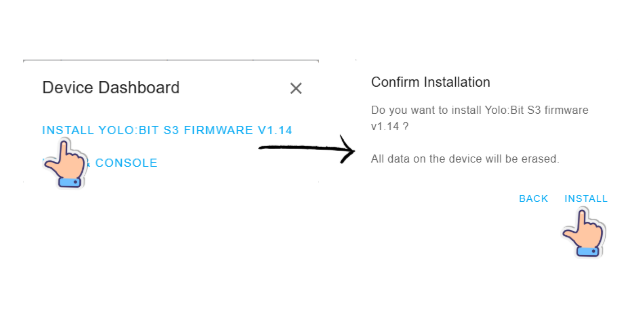 Device Dashboard
INSTALL YOLO:BIT S3 FIRMWARE V1.14
CONSOLE
Confirm Installation
Do you want to install Yolo:Bit S3 firmware
v1.14 ?
All data on the device will be erased.
BACK INSTALL